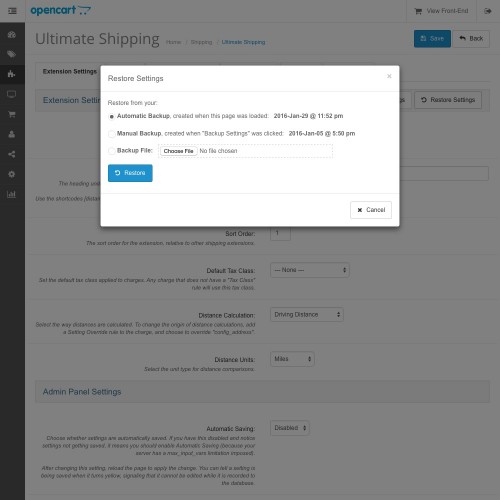 opencart
View Front-End
Ultimate Shipping
Home / Shipping / Ultimate Shipping
Save
Back
Extension Settings
Restore Settings
×
Extension Settin
gs
Restore Settings
Restore from your:
Automatic Backup, created when this page was loaded: 2016-Jan-29 @ 11:52 pm
Manual Backup, created when "Backup Settings" was clicked: 2016-Jan-05 @ 5:50 pm
Backup File: Choose File No file chosen
Restore
The heading und
Use the shortcodes [distan
Cancel
Sort Order:
1
The sort order for the extension, relative to other shipping extensions.
Default Tax Class:
--- None ---
Set the default tax class applied to charges. Any charge that does not have a "Tax Class"
rule will use this tax class.
Distance Calculation:
Driving Distance
Select the way distances are calculated. To change the origin of distance calculations, add
a Setting Override rule to the charge, and choose to override "config_address".
Distance Units:
Miles
Select the unit type for distance comparisons.
Admin Panel Settings
Automatic Saving:
Disabled
Choose whether settings are automatically saved. If you have this disabled and notice
settings not getting saved, it means you should enable Automatic Saving (because your
server has a max_input_vars limitation imposed).
After changing this setting, reload the page to apply the change. You can tell a setting is
being saved when it turns yellow, signaling that it cannot be edited while it is recorded to
the database.